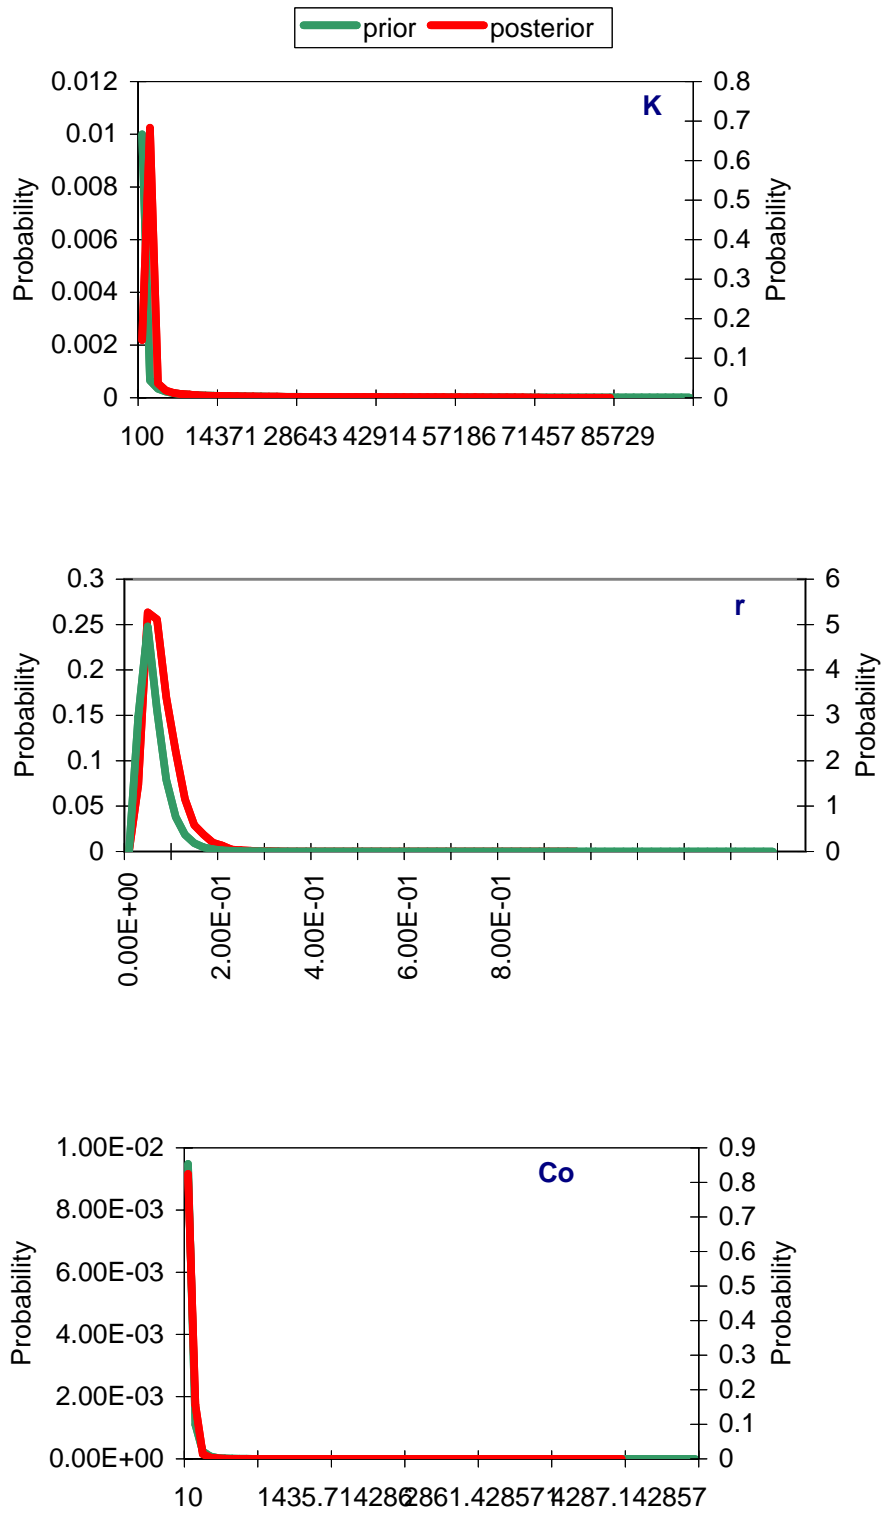 prior posterior
K
0.012 0.8
0.01 0.7
0.6
0.008 0.5
0.006 0.4
0.004 0.3
0.2
0.002 0.1
0 0
Probability
Probability
100 14371 28643 42914 57186 71457 85729
r
0.3 6
0.25 5
0.2 4
0.15 3
0.1 2
0.05 1
0 0
Probability
Probability
0.00E+00 2.00E-01 4.00E-01 6.00E-01 8.00E-01
Co
1.00E-02 0.9
0.8
8.00E-03 0.7
6.00E-03 0.6
0.5
4.00E-03 0.4
0.3
2.00E-03 0.2
0.1
0.00E+00 0
Probability
Probability
10 1435.714286 2861.428571 4287.142857